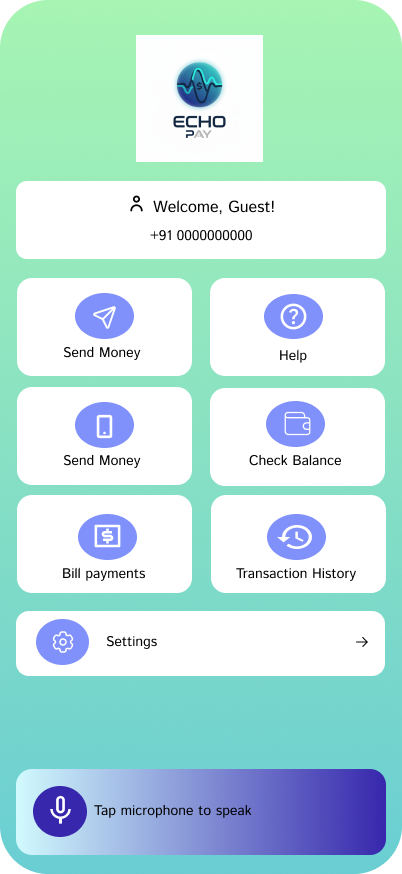 ECHO
PAY
Welcome, Guest!
+91 0000000000
Send Money
Help
Send Money
Check Balance
Bill payments
Transaction History
Settings
Tap microphone to speak